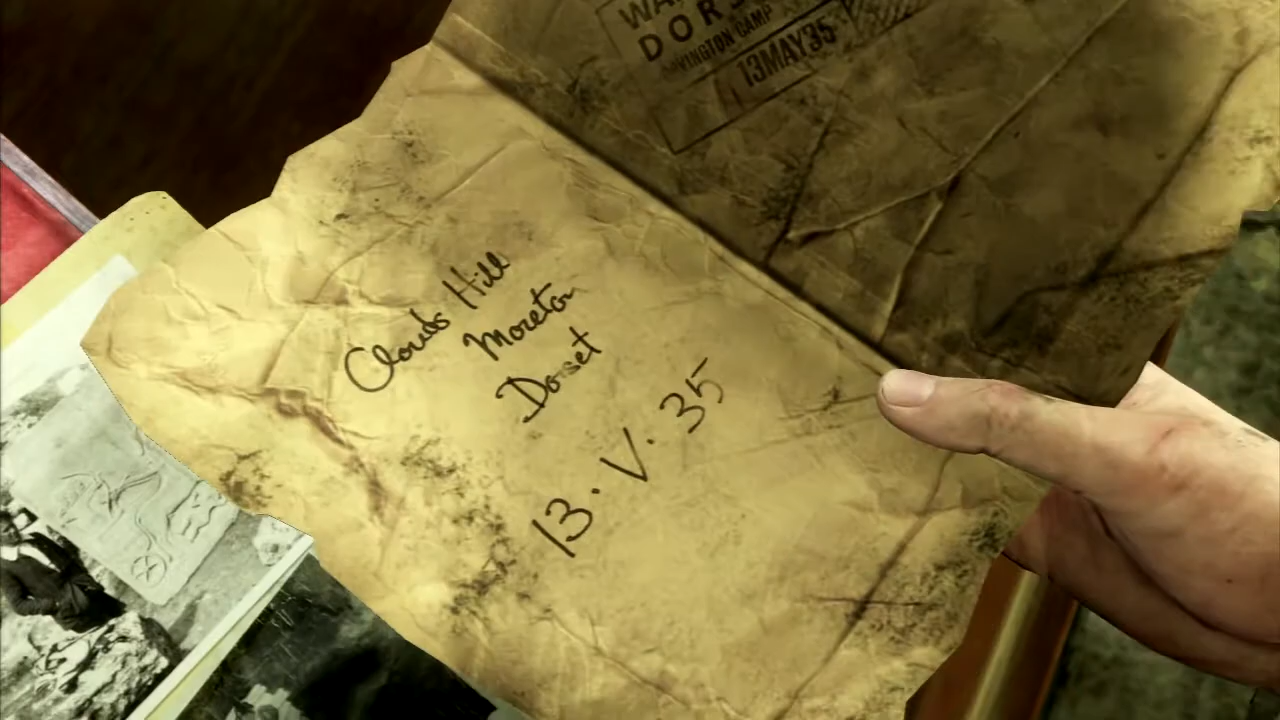 DORS
13MAY35
Clouds Hill
Moreton
Dorset
13. V. 35